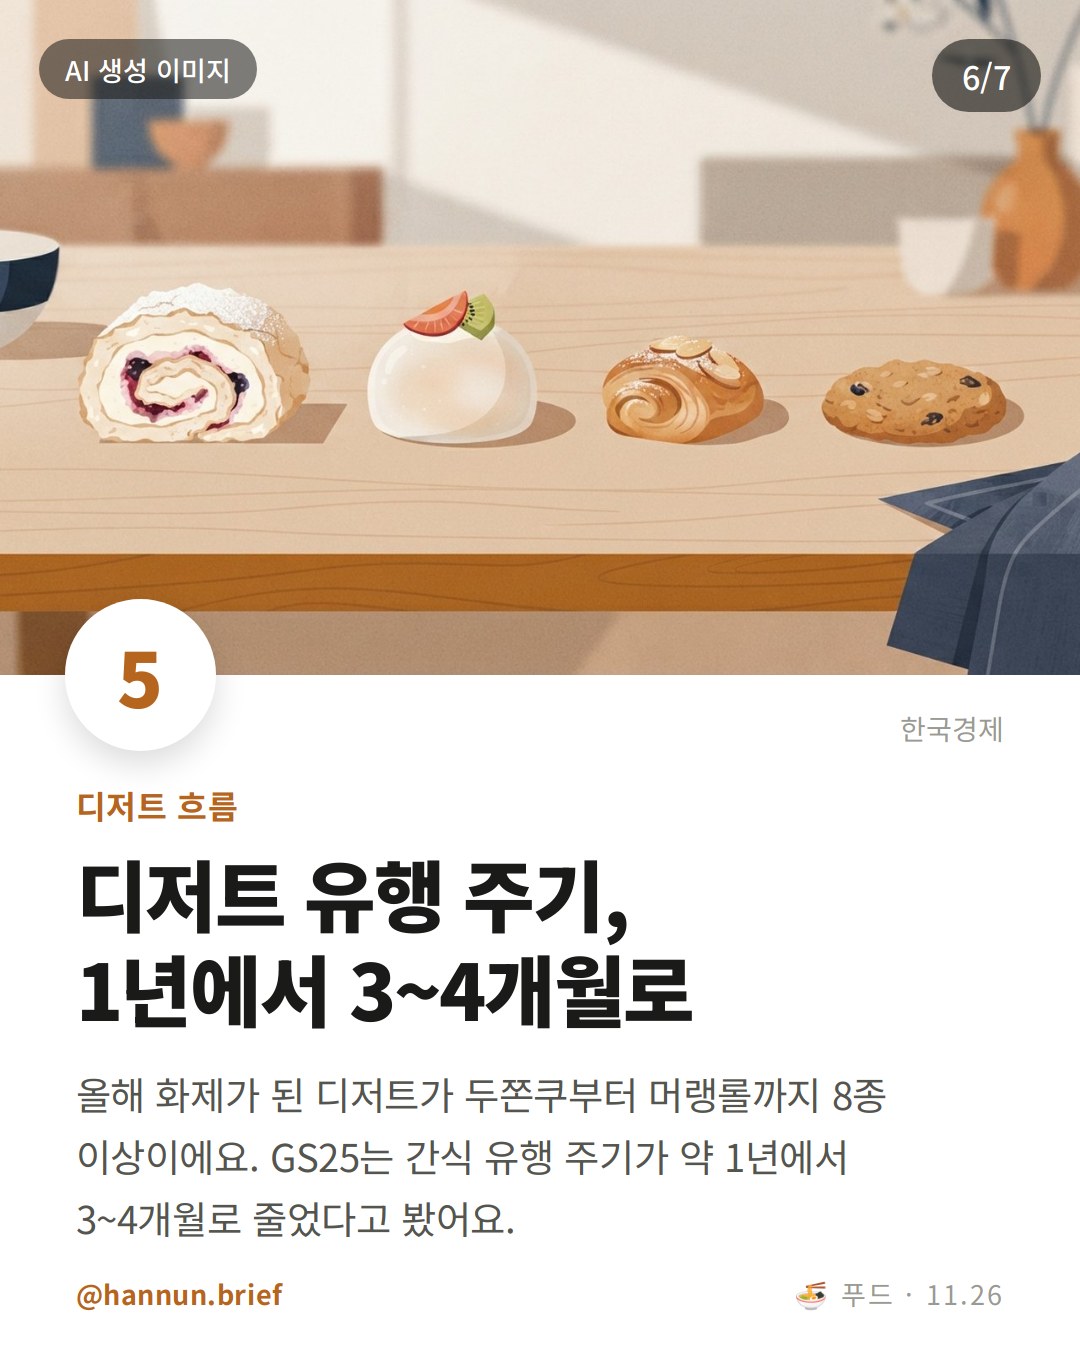 AI 생성 이미지
6/7
5
한국경제
디저트 흐름
디저트 유행 주기,
1년에서 3~4개월로
올해 화제가 된 디저트가 두쫀쿠부터 머랭롤까지 8종
이상이에요. GS25는 간식 유행 주기가 약 1년에서
3~4개월로 줄었다고 봤어요.
@hannun.brief
푸드 · 11.26